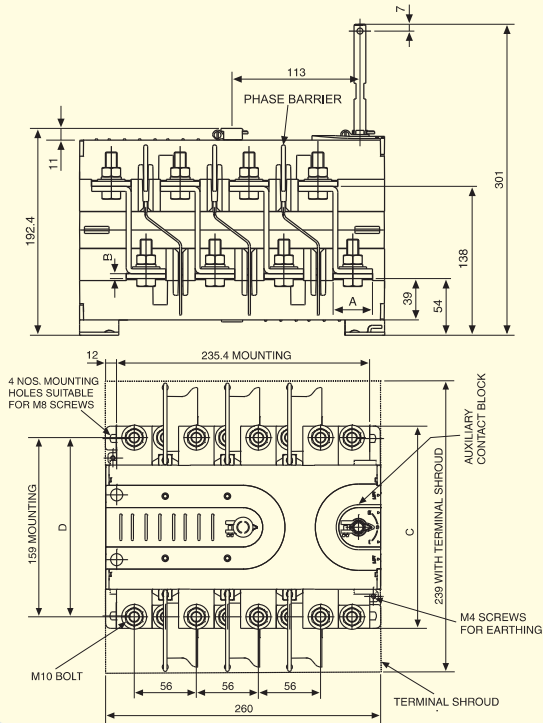 7
113
PHASE BARRIER
11
192.4
301
138
B
A
39
54
12
235.4 MOUNTING
4 NOS. MOUNTING
HOLES SUITABLE
FOR M8 SCREWS
AUXILIARY
CONTACT BLOCK
159 MOUNTING
D
C
239 WITH TERMINAL SHROUD
M4 SCREWS
FOR EARTHING
M10 BOLT
56
56
56
TERMINAL SHROUD
260